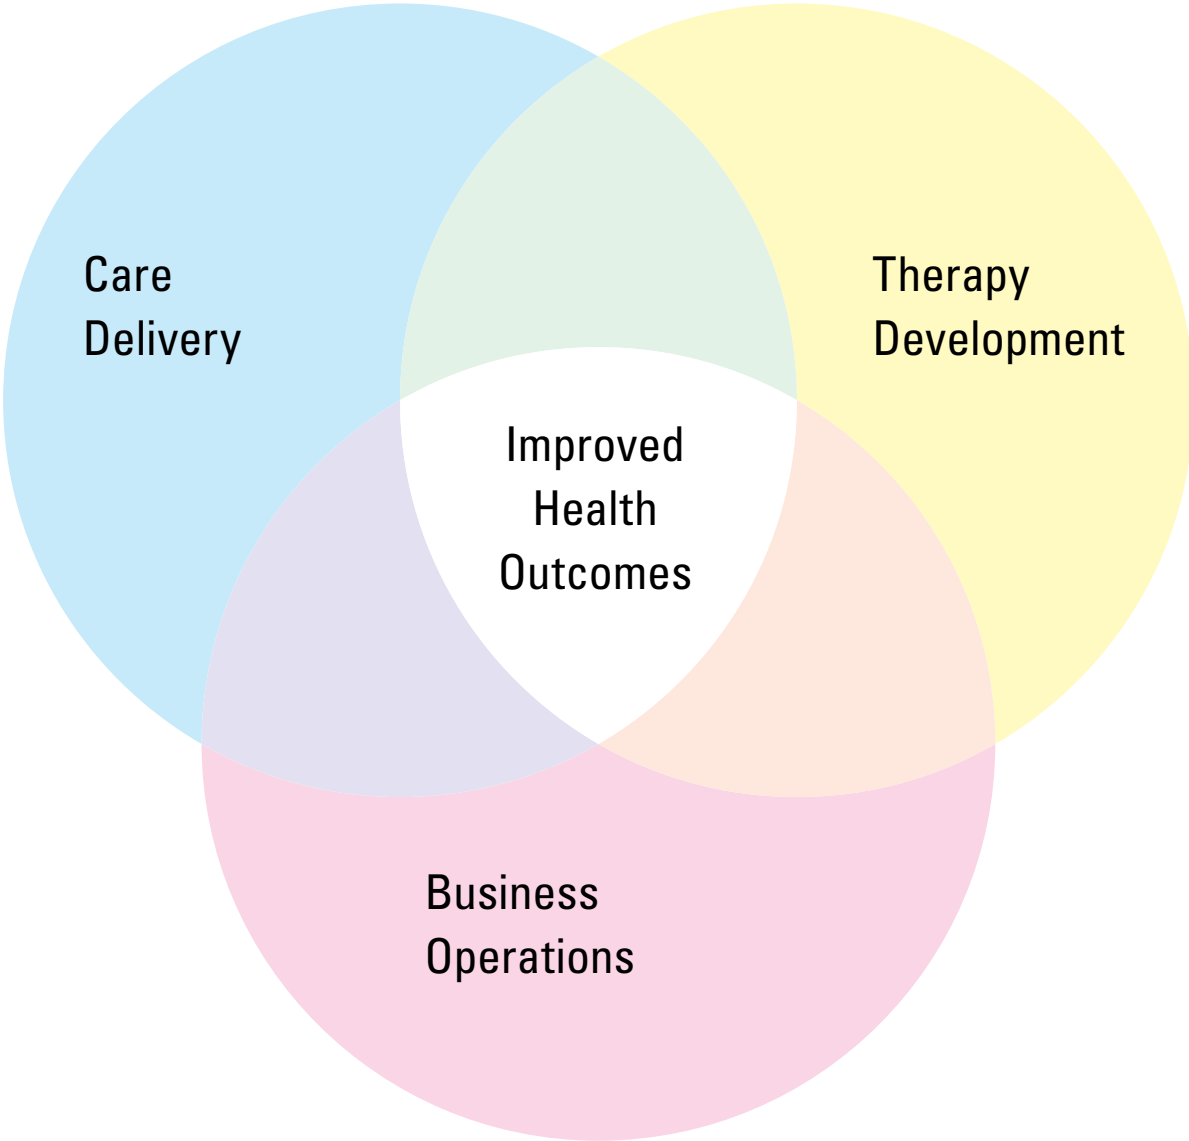 Care
Delivery
Therapy
Development
Improved
Health
Outcomes
Business
Operations